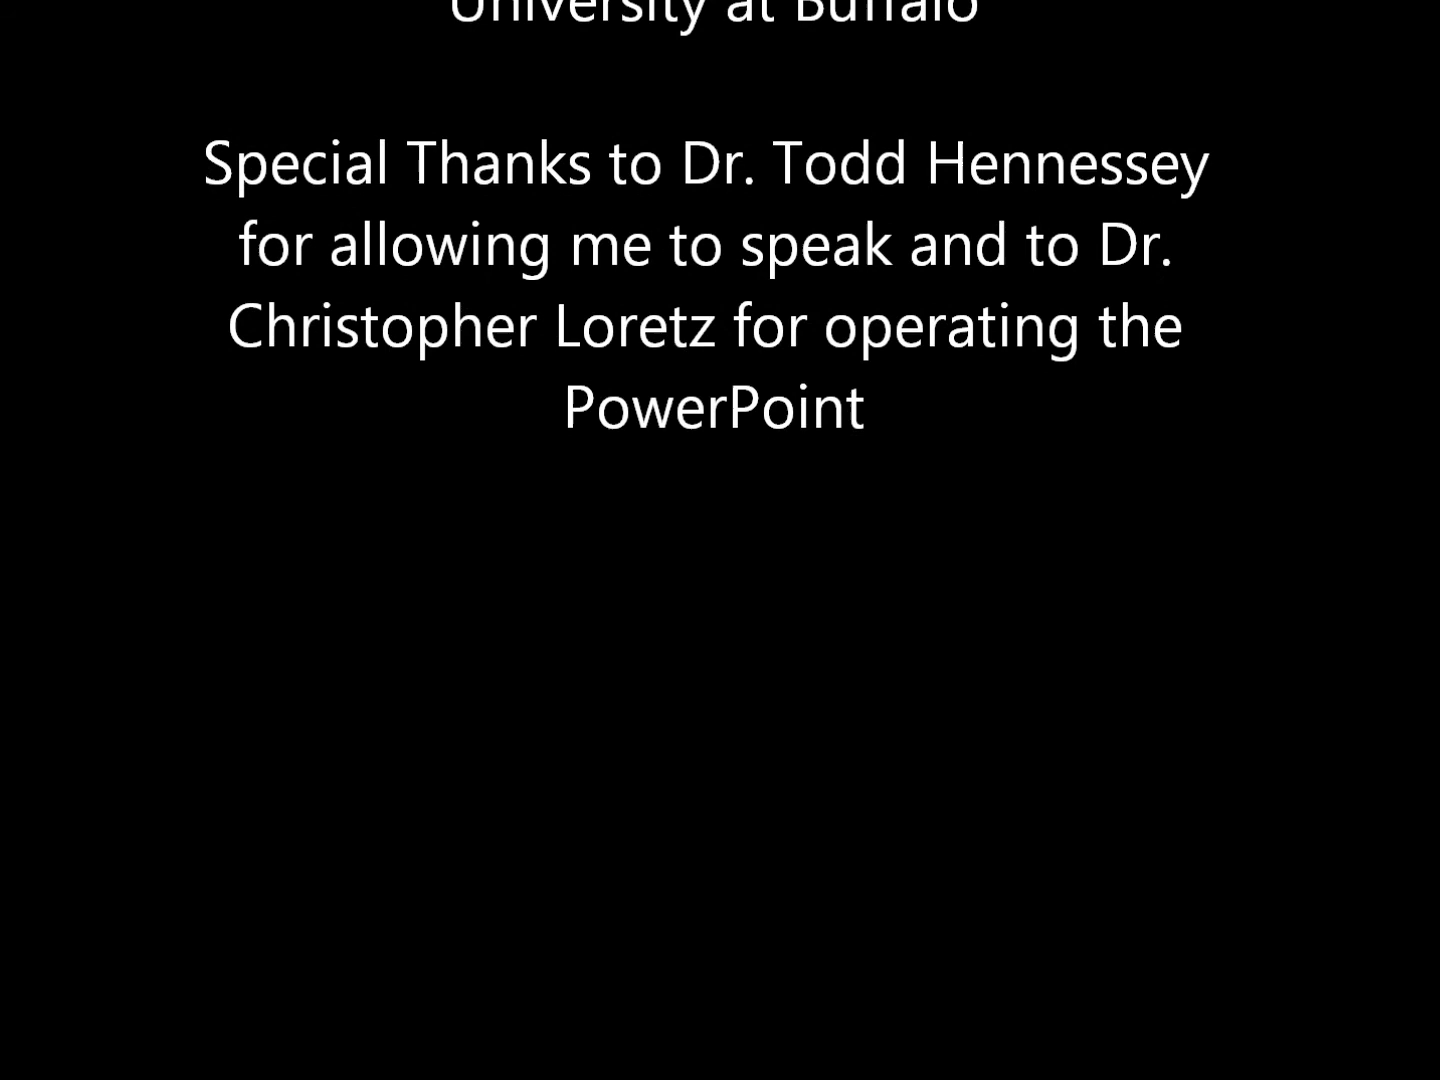 University at Buffalo
Special Thanks to Dr. Todd Hennessey
for allowing me to speak and to Dr.
Christopher Loretz for operating the
PowerPoint